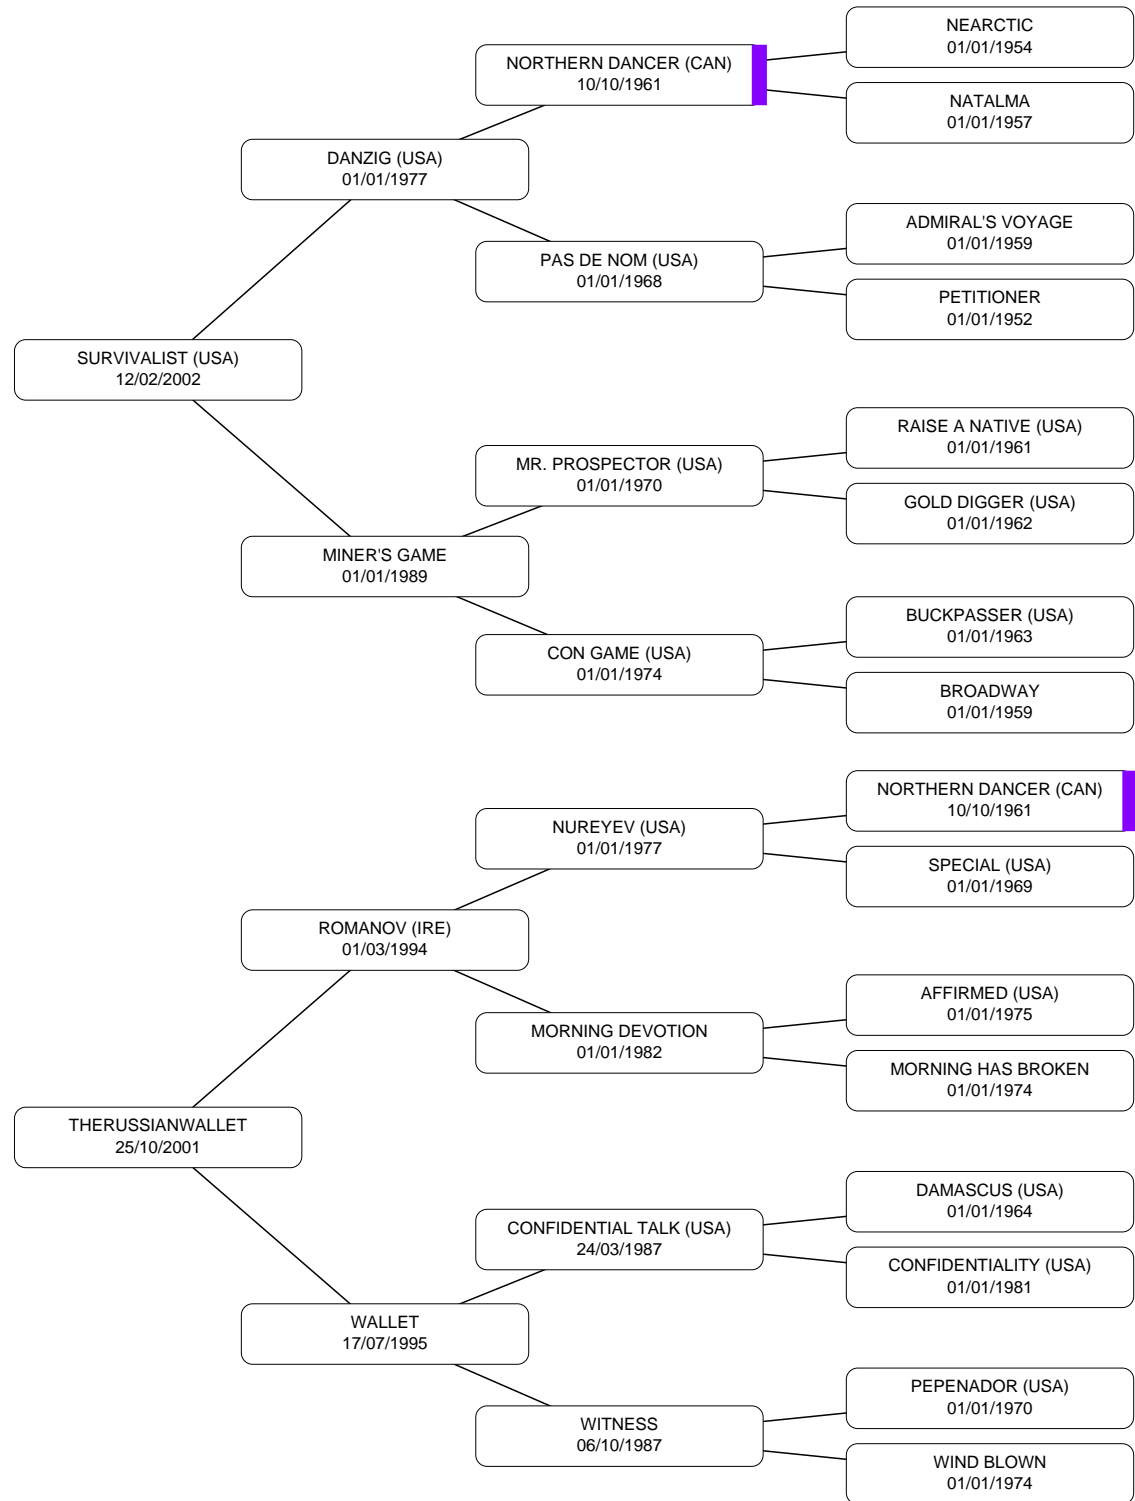 NEARCTIC
01/01/1954
NORTHERN DANCER (CAN)
10/10/1961
NATALMA
01/01/1957
DANZIG (USA)
01/01/1977
ADMIRAL'S VOYAGE
01/01/1959
PAS DE NOM (USA)
01/01/1968
PETITIONER
01/01/1952
SURVIVALIST (USA)
12/02/2002
RAISE A NATIVE (USA)
01/01/1961
MR. PROSPECTOR (USA)
01/01/1970
GOLD DIGGER (USA)
01/01/1962
MINER'S GAME
01/01/1989
BUCKPASSER (USA)
01/01/1963
CON GAME (USA)
01/01/1974
BROADWAY
01/01/1959
NORTHERN DANCER (CAN)
10/10/1961
NUREYEV (USA)
01/01/1977
SPECIAL (USA)
01/01/1969
ROMANOV (IRE)
01/03/1994
AFFIRMED (USA)
01/01/1975
MORNING DEVOTION
01/01/1982
MORNING HAS BROKEN
01/01/1974
THERUSSIANWALLET
25/10/2001
DAMASCUS (USA)
01/01/1964
CONFIDENTIAL TALK (USA)
24/03/1987
CONFIDENTIALITY (USA)
01/01/1981
WALLET
17/07/1995
PEPENADOR (USA)
01/01/1970
WITNESS
06/10/1987
WIND BLOWN
01/01/1974